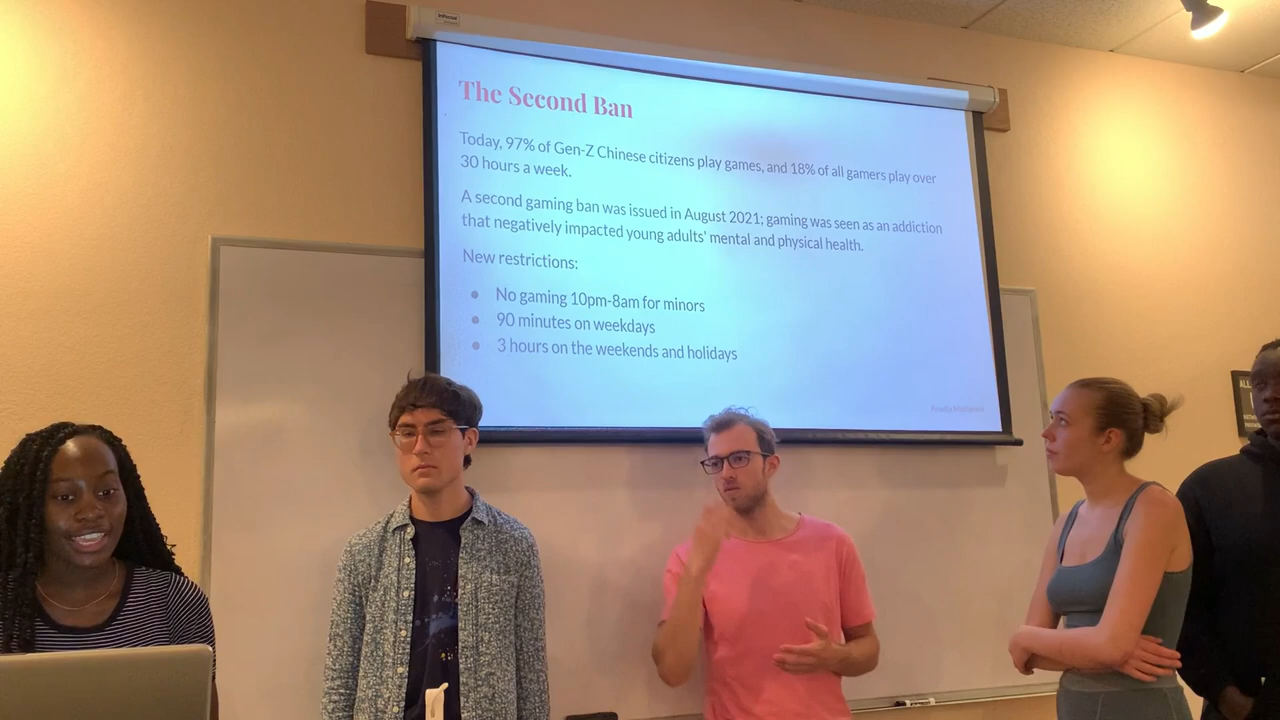 InFocus
The Second Ban
Today, 97% of Gen-Z Chinese citizens play games, and 18% of all gamers play over
30 hours a week.
A second gaming ban was issued in August 2021; gaming was seen as an addiction
that negatively impacted young adults' mental and physical health.
New restrictions:
● No gaming 10pm-8am for minors
● 90 minutes on weekdays
● 3 hours on the weekends and holidays